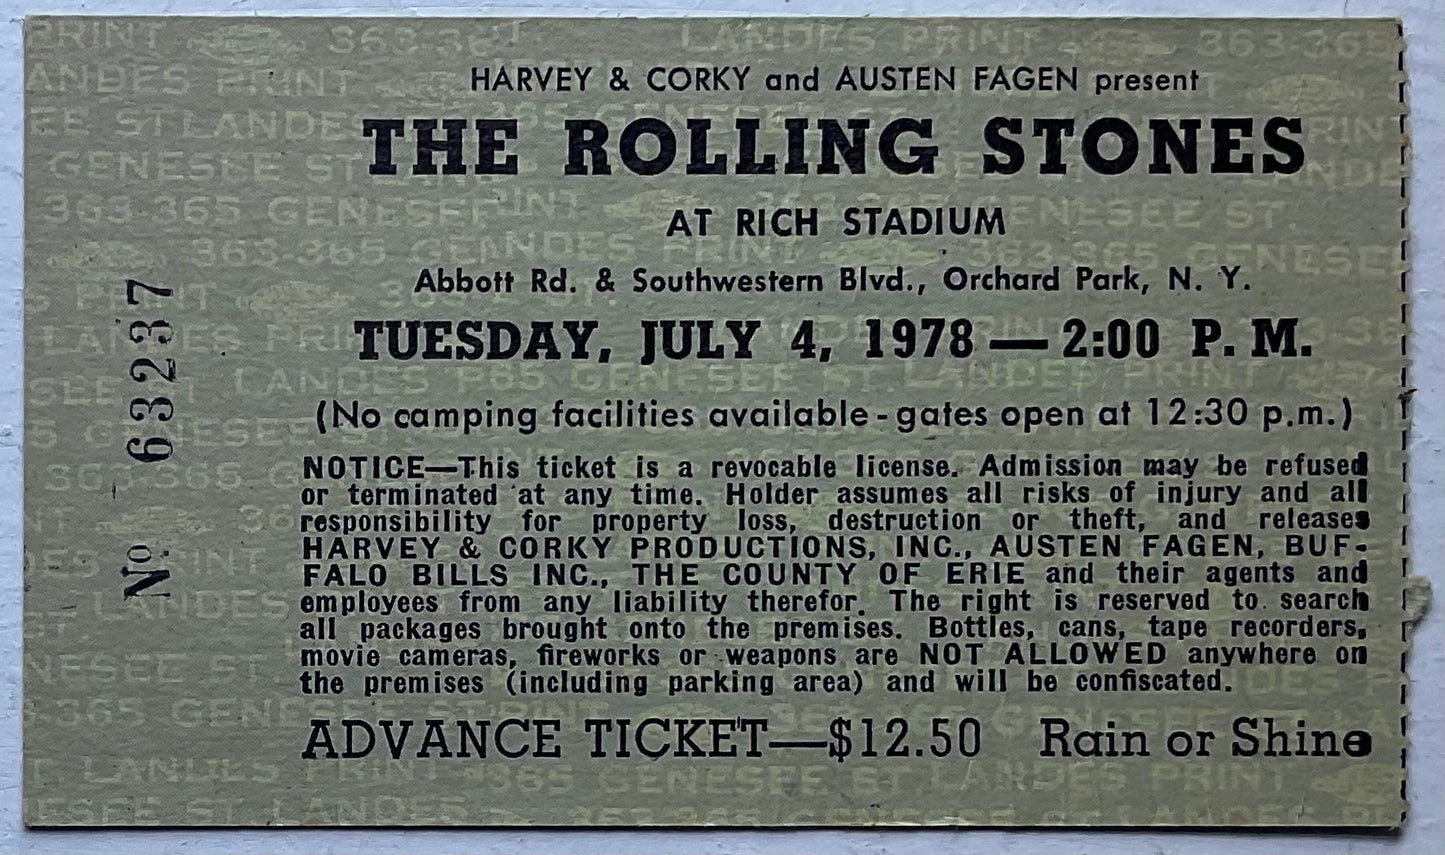 HARVEY & CORKY and AUSTEN FAGEN present
THE ROLLING STONES
AT RICH STADIUM
Abbott Rd. & Southwestern Blvd., Orchard Park, N. Y.
TUESDAY, JULY 4, 1978 — 2:00 P. M.
(No camping facilities available - gates open at 12:30 p.m.)
NOTICE—This ticket is a revocable license. Admission may be refused
or terminated at any time. Holder assumes all risks of injury and all
responsibility for property loss, destruction or theft, and releases
HARVEY & CORKY PRODUCTIONS, INC., AUSTEN FAGEN, BUF-
FALO BILLS INC., THE COUNTY OF ERIE and their agents and
employees from any liability therefor. The right is reserved to search
all packages brought onto the premises. Bottles, cans, tape recorders,
movie cameras, fireworks or weapons are NOT ALLOWED anywhere on
the premises (including parking area) and will be confiscated.
ADVANCE TICKET—$12.50 Rain or Shine
No. 63237